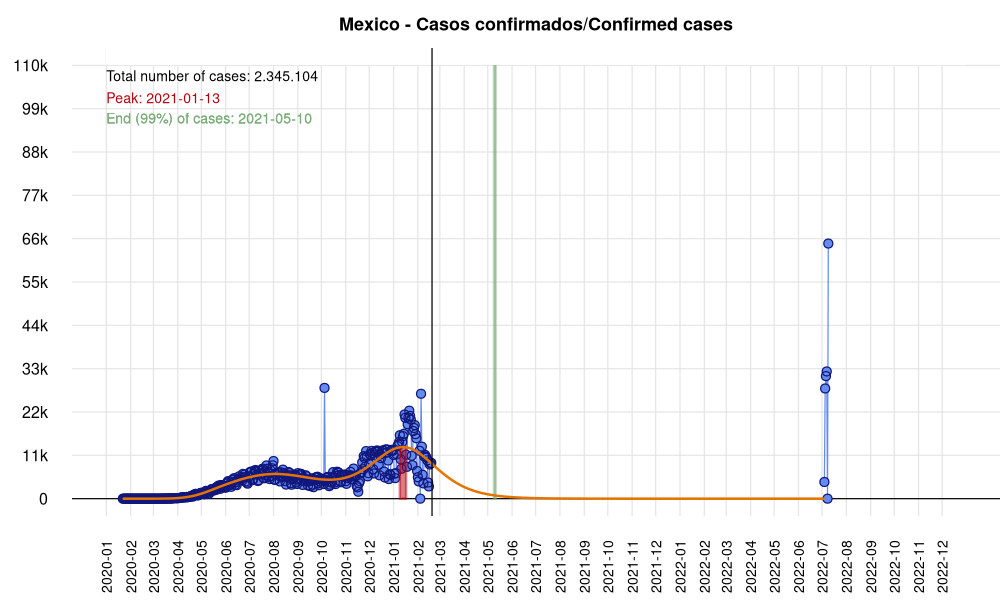 Mexico - Casos confirmados/Confirmed cases
110k
99k
88k
77k
66k
55k
44k
33k
22k
11k
0
Total number of cases: 2.345.104
Peak: 2021-01-13
End (99%) of cases: 2021-05-10
2020-01
2020-02
2020-03
2020-04
2020-05
2020-06
2020-07
2020-08
2020-09
2020-10
2020-11
2020-12
2021-01
2021-02
2021-03
2021-04
2021-05
2021-06
2021-07
2021-08
2021-09
2021-10
2021-11
2021-12
2022-01
2022-02
2022-03
2022-04
2022-05
2022-06
2022-07
2022-08
2022-09
2022-10
2022-11
2022-12